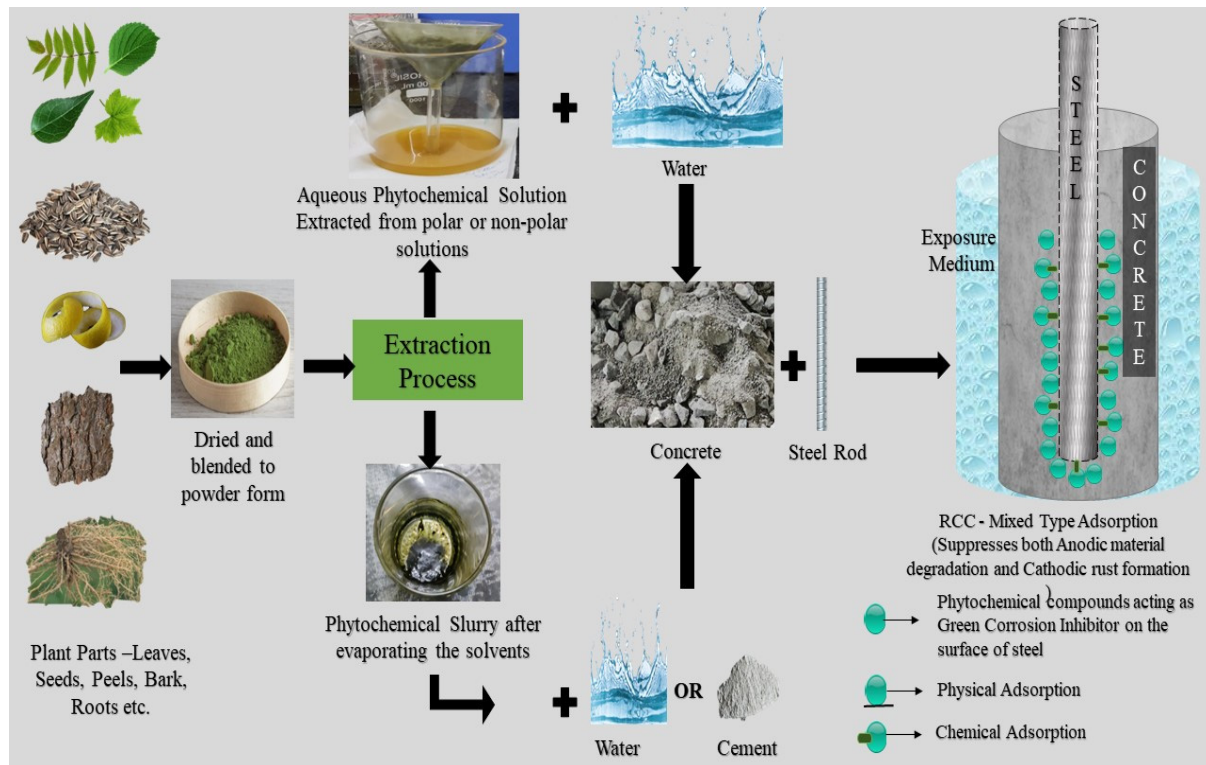 Aqueous Phytochemical Solution
Extracted from polar or non-polar
solutions
Water
Dried and
blended to
powder form
Extraction
Process
Phytochemical Slurry after
evaporating the solvents
Plant Parts –Leaves,
Seeds, Peels, Bark,
Roots etc.
Concrete
Steel Rod
OR
Water
Cement
STEEL
CONCRETE
Exposure
Medium
RCC - Mixed Type Adsorption
(Suppresses both Anodic material
degradation and Cathodic rust formation
)
Phytochemical compounds acting as
Green Corrosion Inhibitor on the
surface of steel
Physical Adsorption
Chemical Adsorption